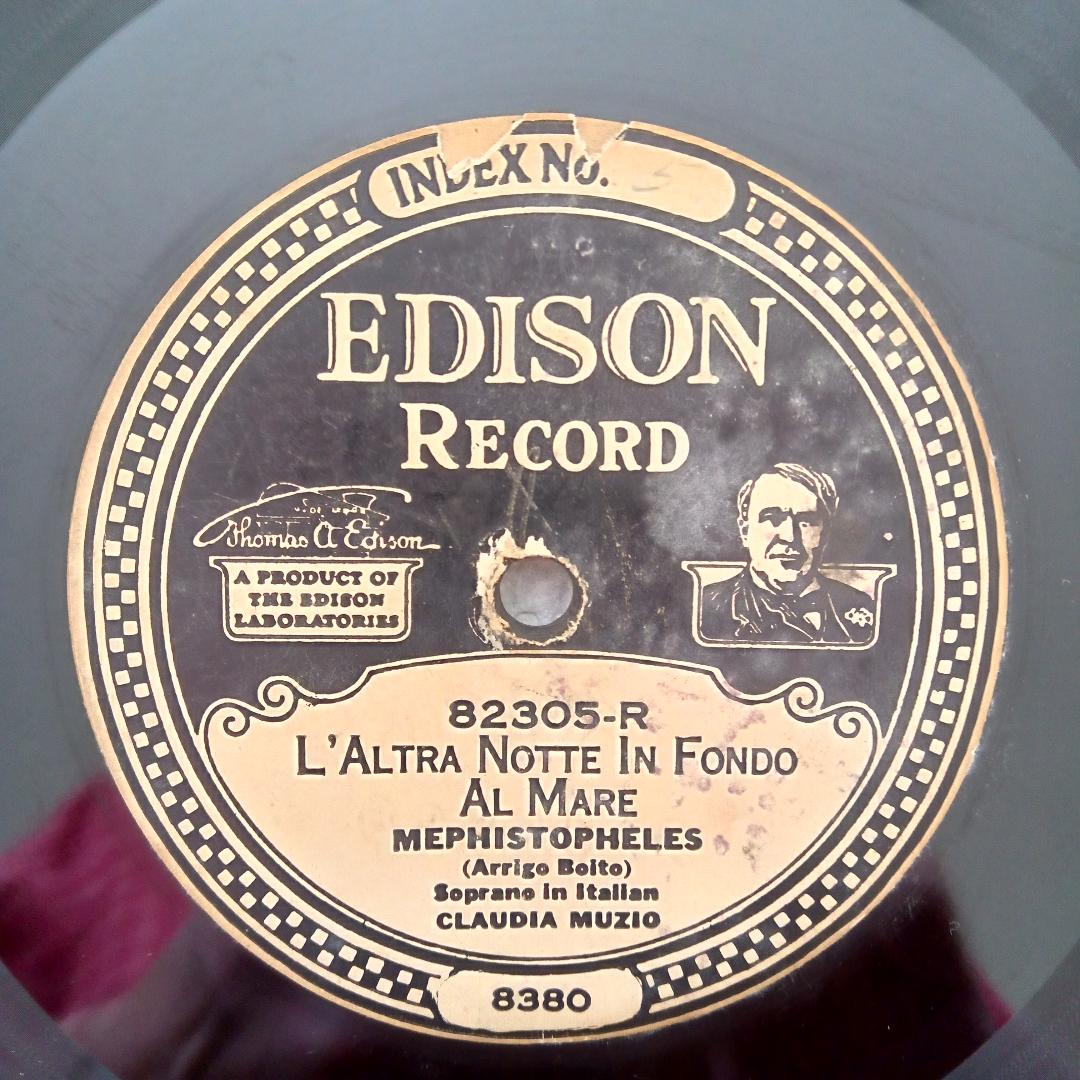 INDEX NO.
EDISON
RECORD
Thomas A Edison
A PRODUCT OF
THE EDISON
LABORATORIES
82305-R
L'ALTRA NOTTE IN FONDO
AL MARE
MEPHISTOPHELES
(Arrigo Boito)
Soprano in Italian
CLAUDIA MUZIO
8380